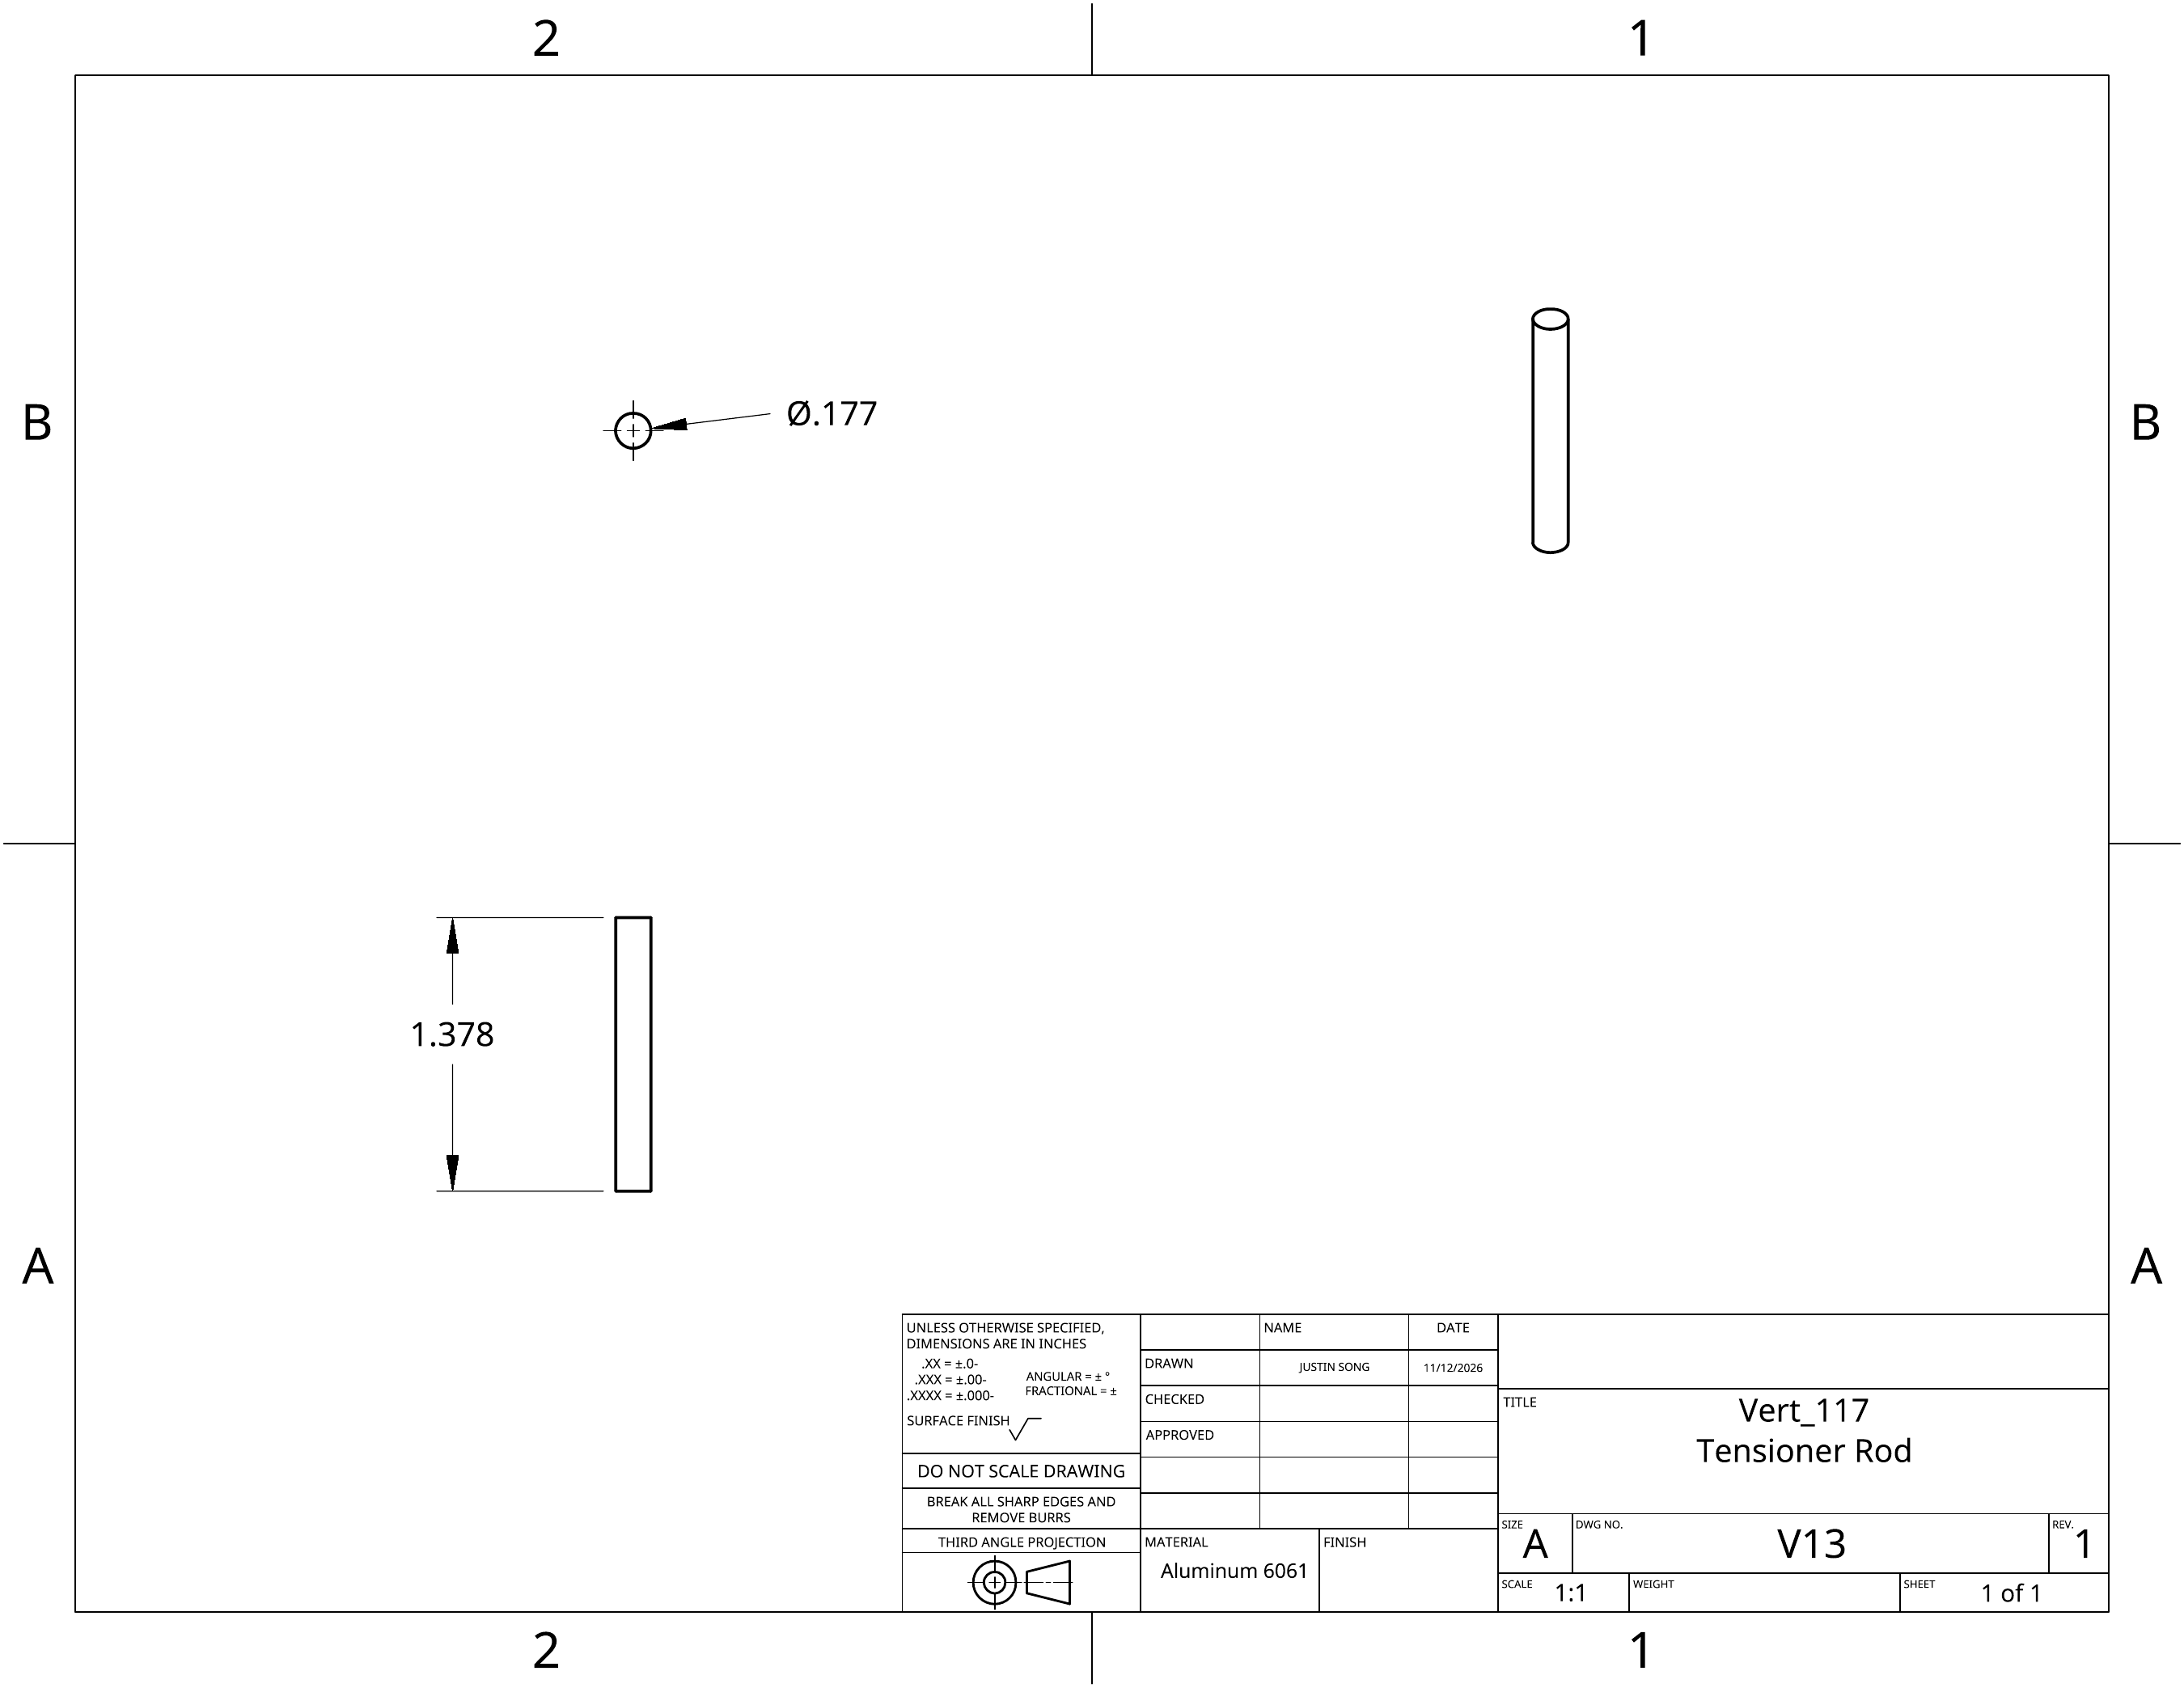 2
1
B
B
Ø.177
1.378
A
A
UNLESS OTHERWISE SPECIFIED,
DIMENSIONS ARE IN INCHES
.XX = ±.0-
.XXX = ±.00-
.XXXX = ±.000-
ANGULAR = ± °
FRACTIONAL = ±
SURFACE FINISH
DO NOT SCALE DRAWING
BREAK ALL SHARP EDGES AND
REMOVE BURRS
THIRD ANGLE PROJECTION
NAME
DATE
DRAWN
JUSTIN SONG
11/12/2026
CHECKED
APPROVED
MATERIAL
Aluminum 6061
FINISH
TITLE
Vert_117
Tensioner Rod
SIZE
A
DWG NO.
V13
REV.
1
SCALE
1:1
WEIGHT
SHEET
1 of 1
2
1